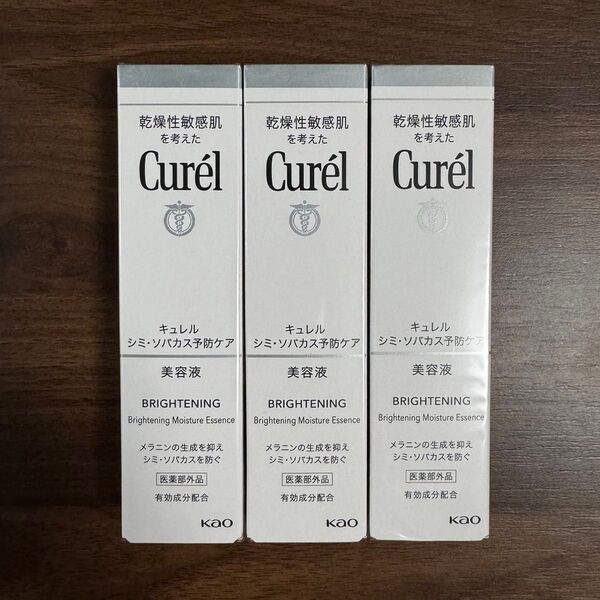 乾燥性敏感肌
を考えた
Curél
キュレル
シミ・ソバカス予防ケア
美容液
BRIGHTENING
Brightening Moisture Essence
メラニンの生成を抑え
シミ・ソバカスを防ぐ
医薬部外品
有効成分配合
Kao
乾燥性敏感肌
を考えた
Curél
キュレル
シミ・ソバカス予防ケア
美容液
BRIGHTENING
Brightening Moisture Essence
メラニンの生成を抑え
シミ・ソバカスを防ぐ
医薬部外品
有効成分配合
Kao
乾燥性敏感肌
を考えた
Curél
キュレル
シミ・ソバカス予防ケア
美容液
BRIGHTENING
Brightening Moisture Essence
メラニンの生成を抑え
シミ・ソバカスを防ぐ
医薬部外品
有効成分配合
Kao